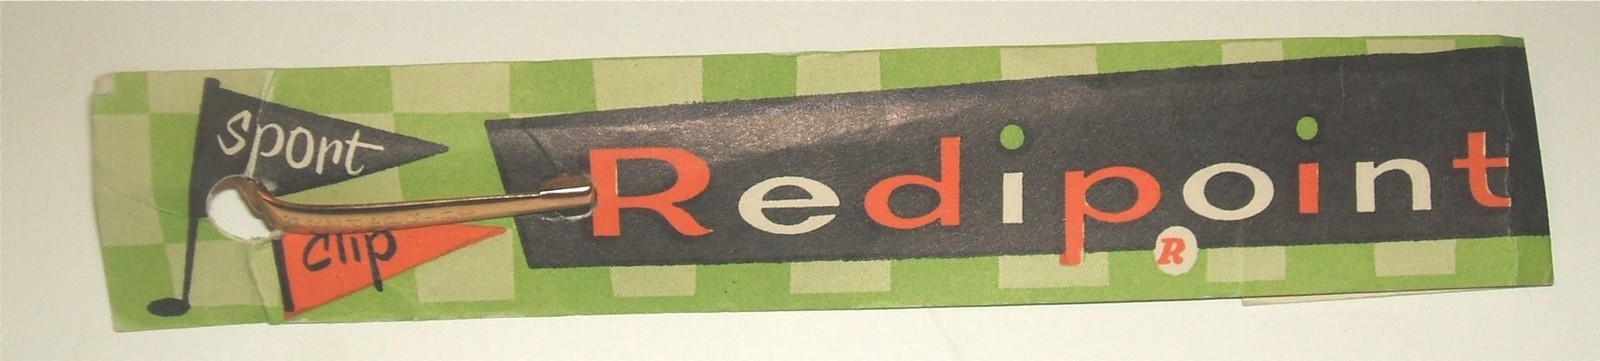 sport
clip
Redipoint
R